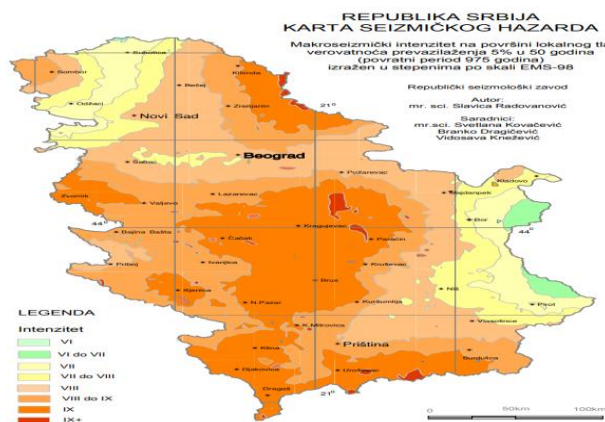 REPUBLIKA SRBIJA
KARTA SEIZMIČKOG HAZARDA
Makroseizmički intenzitet na površini lokalnog tla
verovatnoća prevazilaženja 5% u 50 godina
(povratni period 975 godina)
izražen u stepenima po skali EMS-98
Republički seizmološki zavod
Autor:
mr. sci. Slavica Radovanović
Saradnici:
mr.sci. Svetlana Kovačević
Branko Dragičević
Vidosava Knežević
Subotica
Sombor
Kikinda
Bečej
Odžaci
Zrenjanin
21°
Novi Sad
Beograd
Šabac
Požarevac
Kladovo
Majdanpek
Zvornik
Lazarevac
Valjevo
Bor
44°
Bajina Bašta
Kragujevac
44°
Čačak
Paraćin
Priboj
Ivanjica
Kruševac
Brus
Niš
Sjenica
N.Pazar
Kuršumlija
Pirot
K.Mitrovica
Vlasotince
Priština
Klina
Bujanovac
Djakovica
Uroševac
Dragaš
21°
LEGENDA
Intenzitet
VI
VI do VII
VII
VII do VIII
VIII
VIII do IX
IX
IX+
0
50km
100km